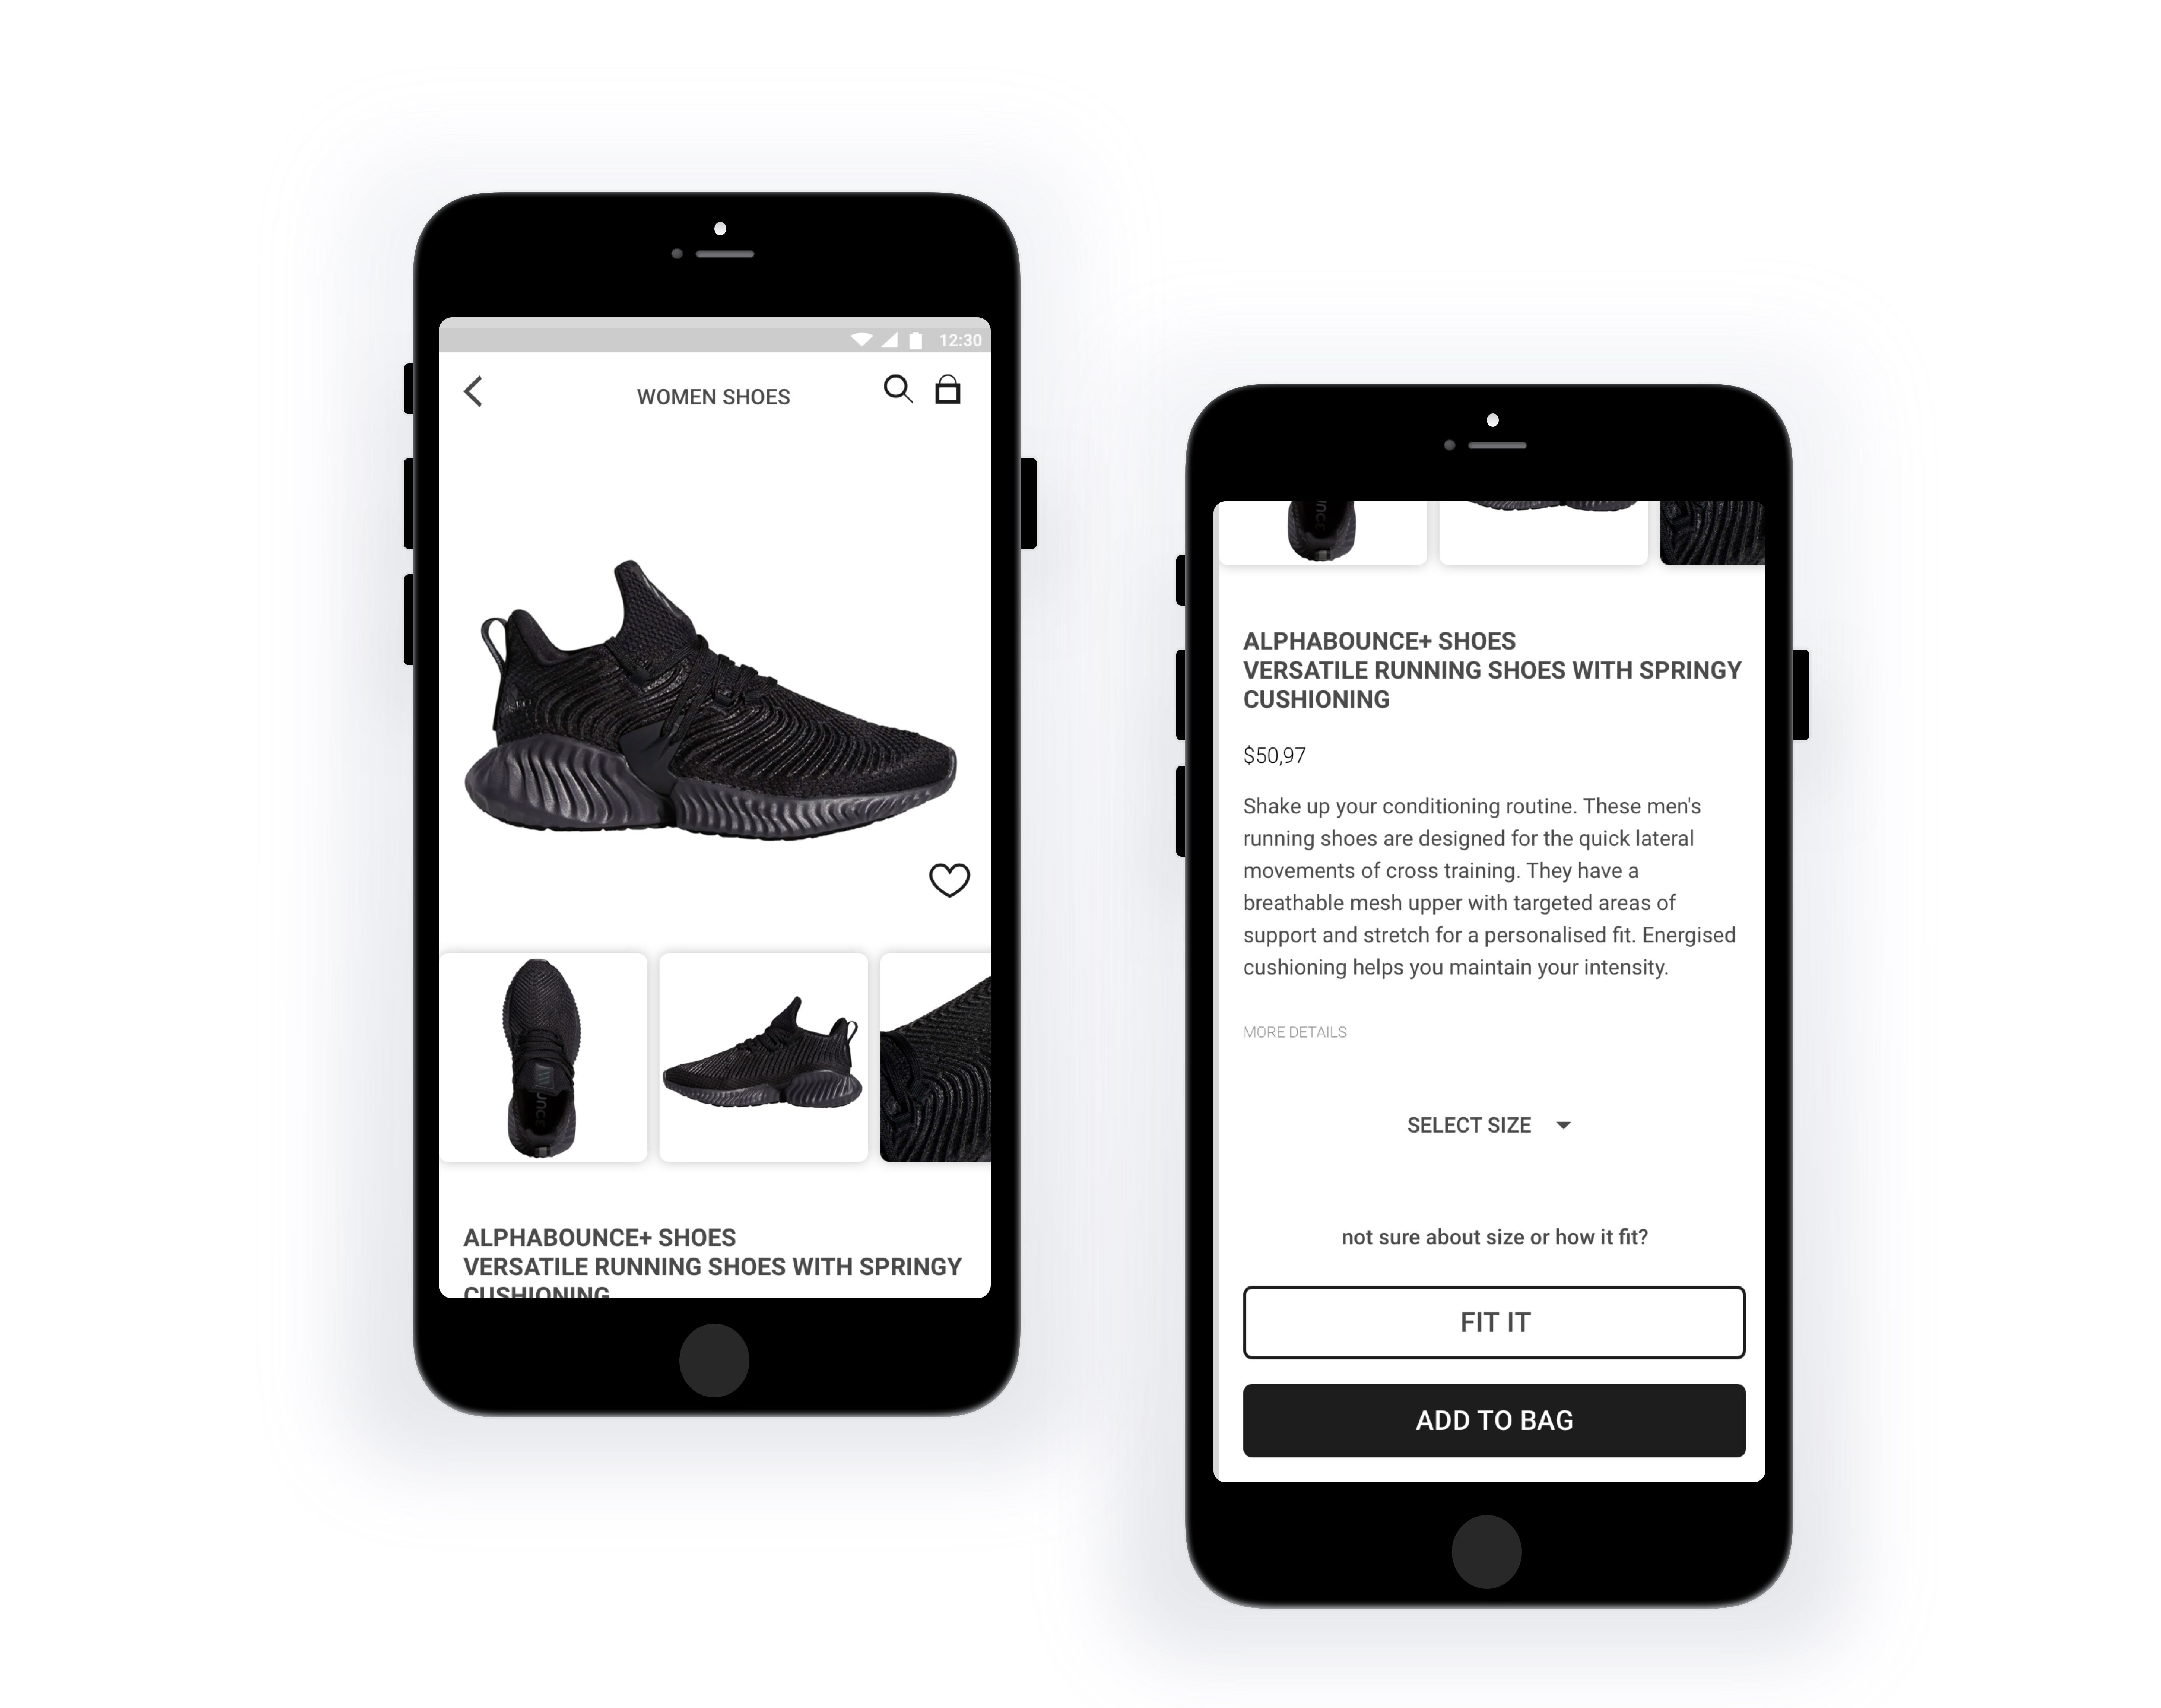 12:30
WOMEN SHOES
ALPHABOUNCE+ SHOES
VERSATILE RUNNING SHOES WITH SPRINGY
CUSHIONING
ALPHABOUNCE+ SHOES
VERSATILE RUNNING SHOES WITH SPRINGY
CUSHIONING
$50,97
Shake up your conditioning routine. These men's
running shoes are designed for the quick lateral
movements of cross training. They have a
breathable mesh upper with targeted areas of
support and stretch for a personalised fit. Energised
cushioning helps you maintain your intensity.
MORE DETAILS
SELECT SIZE
not sure about size or how it fit?
FIT IT
ADD TO BAG